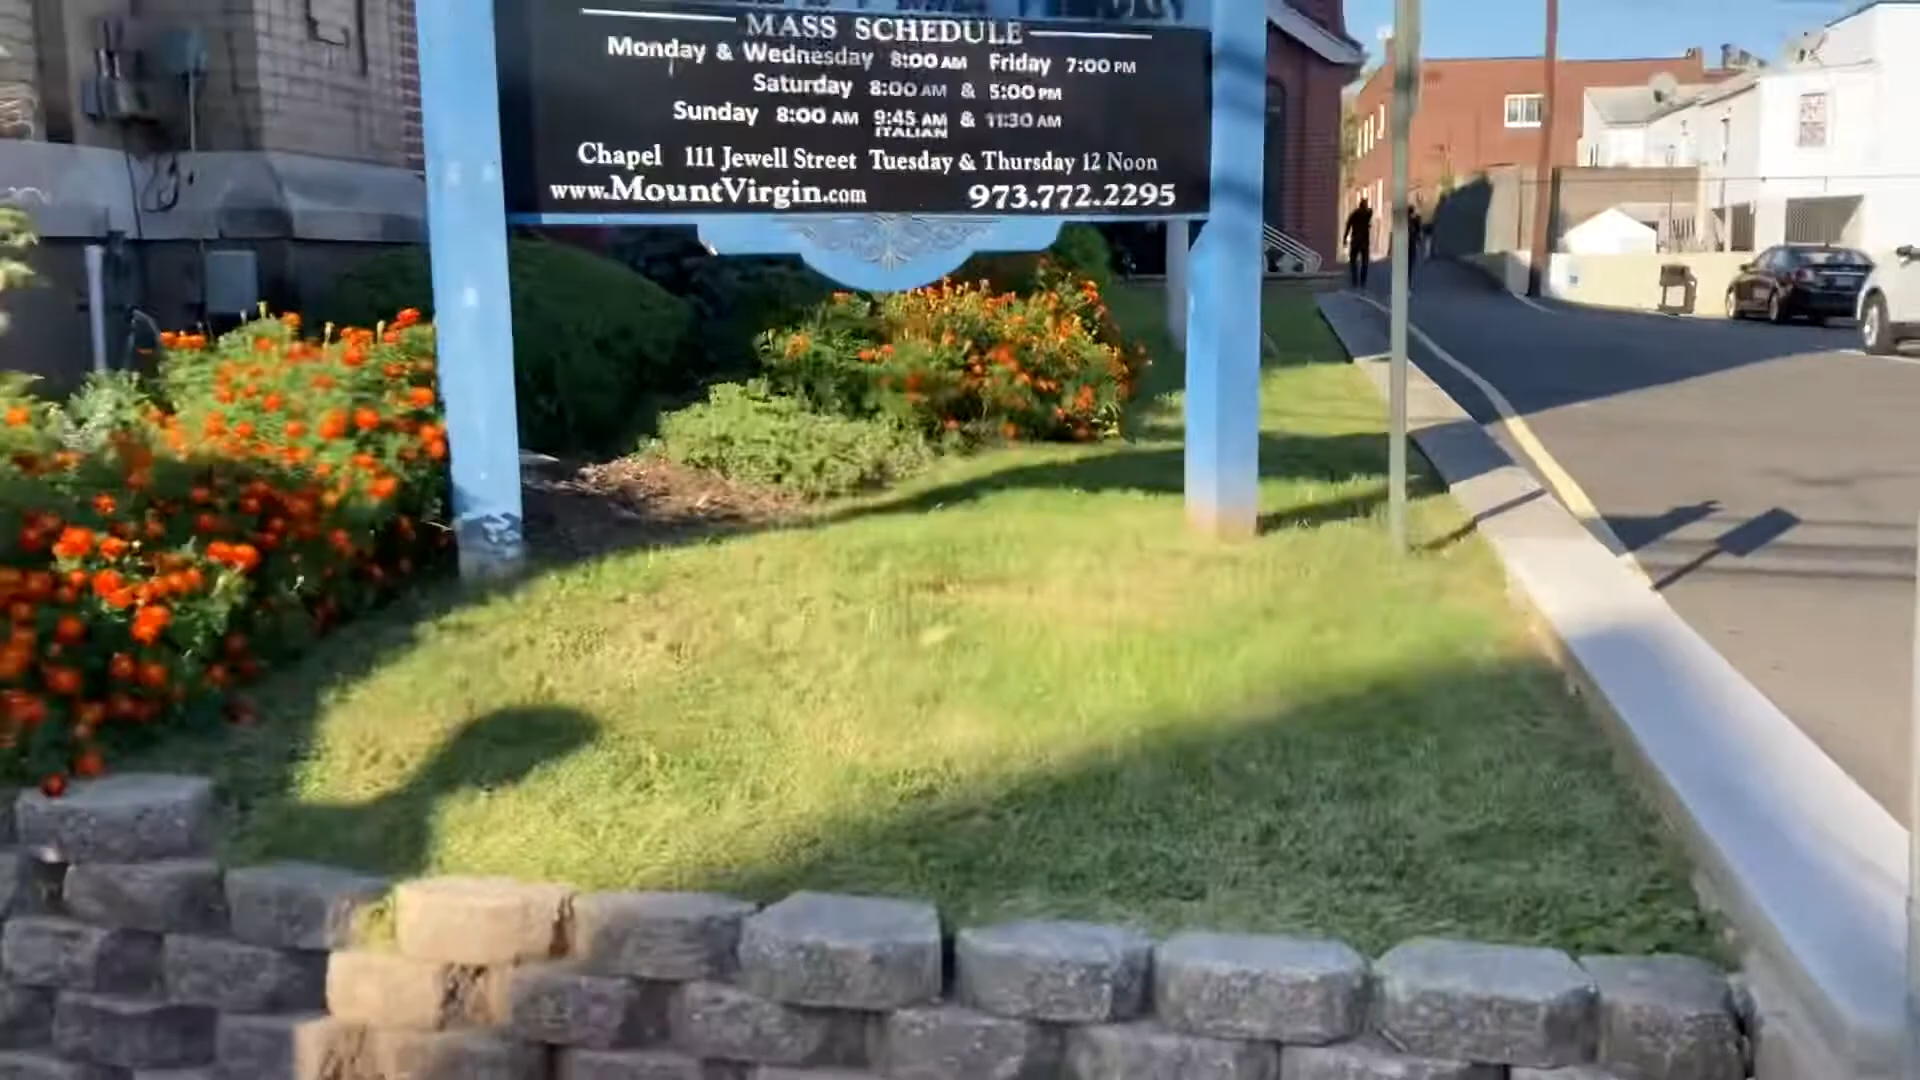 MASS SCHEDULE
Monday & Wednesday 8:00 AM Friday 7:00 PM
Saturday 8:00 AM & 5:00 PM
Sunday 8:00 AM 9:45 AM & 11:30 AM
ITALIAN
Chapel 111 Jewell Street Tuesday & Thursday 12 Noon
www.MountVirgin.com 973.772.2295